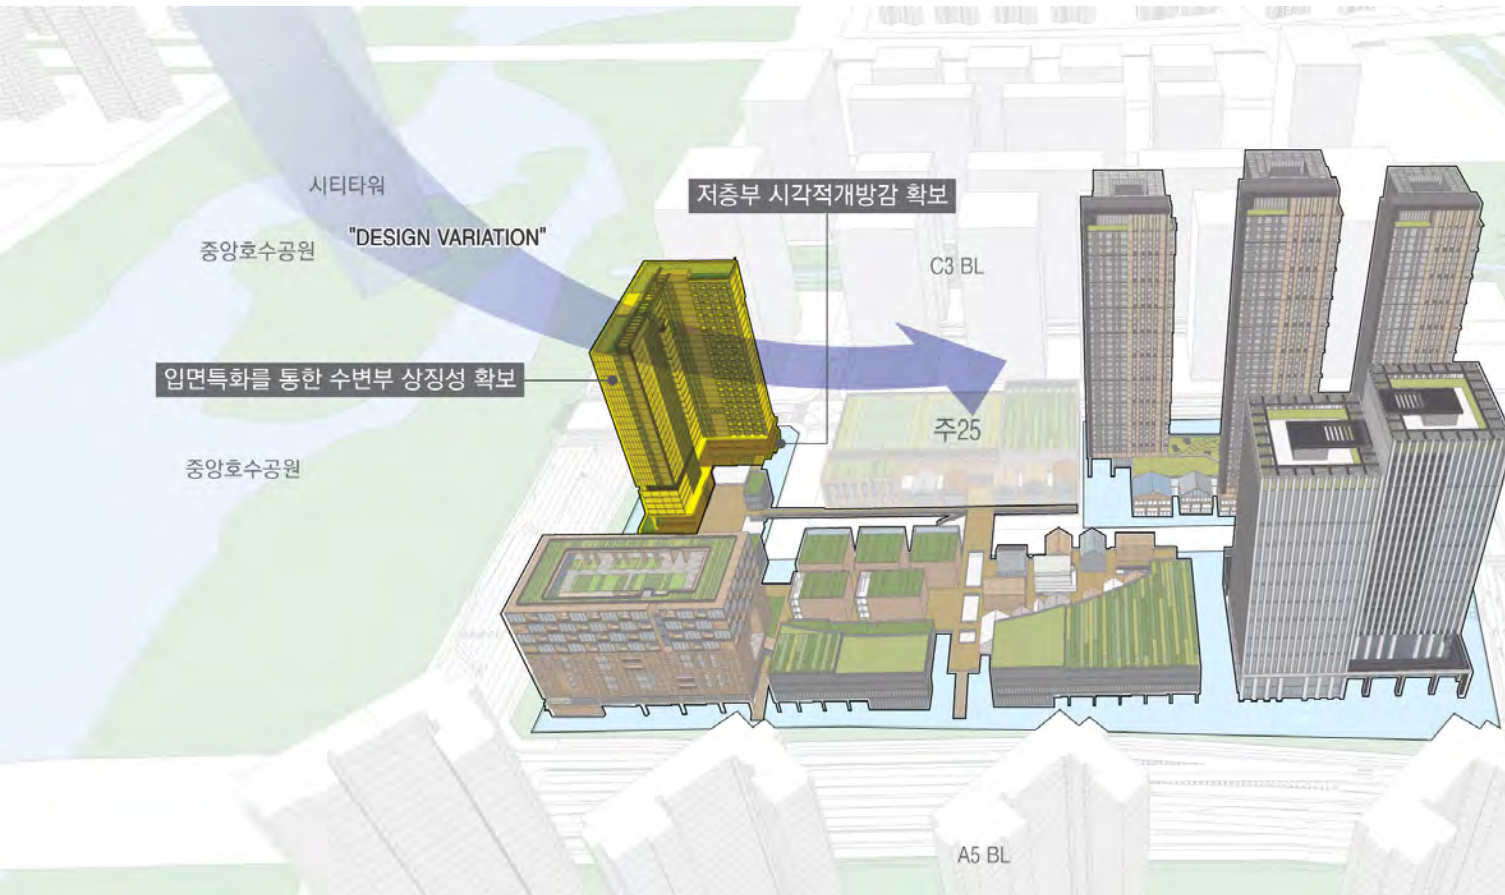 시티타워
저층부 시각적개방감 확보
"DESIGN VARIATION"
중앙호수공원
C3 BL
입면특화를 통한 수변부 상징성 확보
주25
중앙호수공원
A5 BL